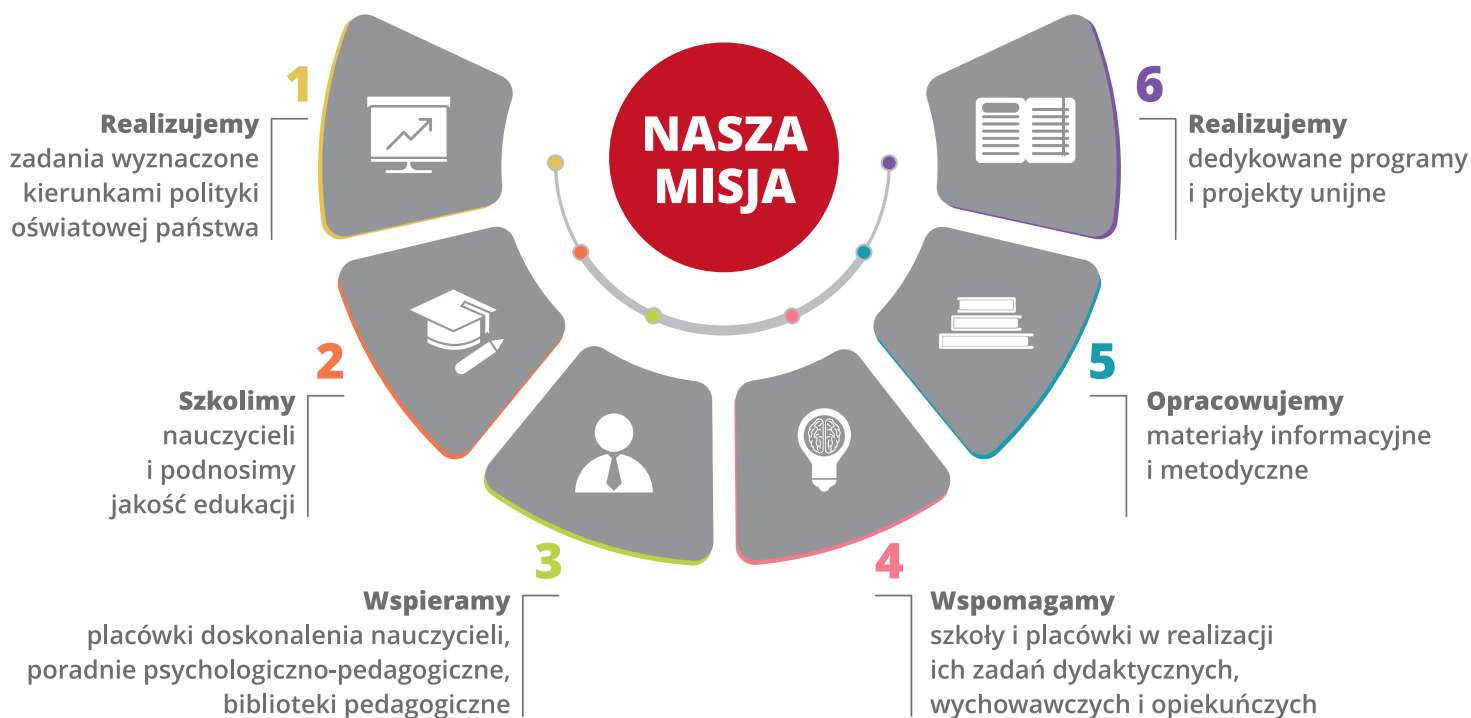 NASZA
MISJA
1
Realizujemy
zadania wyznaczone
kierunkami polityki
oświatowej państwa
2
Szkolimy
nauczycieli
i podnosimy
jakość edukacji
3
Wspieramy
placówki doskonalenia nauczycieli,
poradnie psychologiczno-pedagogiczne,
biblioteki pedagogiczne
4
Wspomagamy
szkoły i placówki w realizacji
ich zadań dydaktycznych,
wychowawczych i opiekuńczych
5
Opracowujemy
materiały informacyjne
i metodyczne
6
Realizujemy
dedykowane programy
i projekty unijne